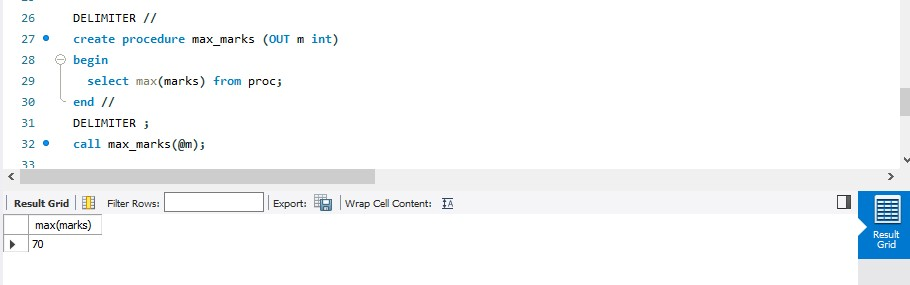 26 DELIMITER //
27 create procedure max_marks (OUT m int)
28 begin
29 select max(marks) from proc;
30 end //
31 DELIMITER ;
32 call max_marks(@m);
33
Result Grid Filter Rows: Export: Wrap Cell Content: IA
max(marks)
70
Result
Grid